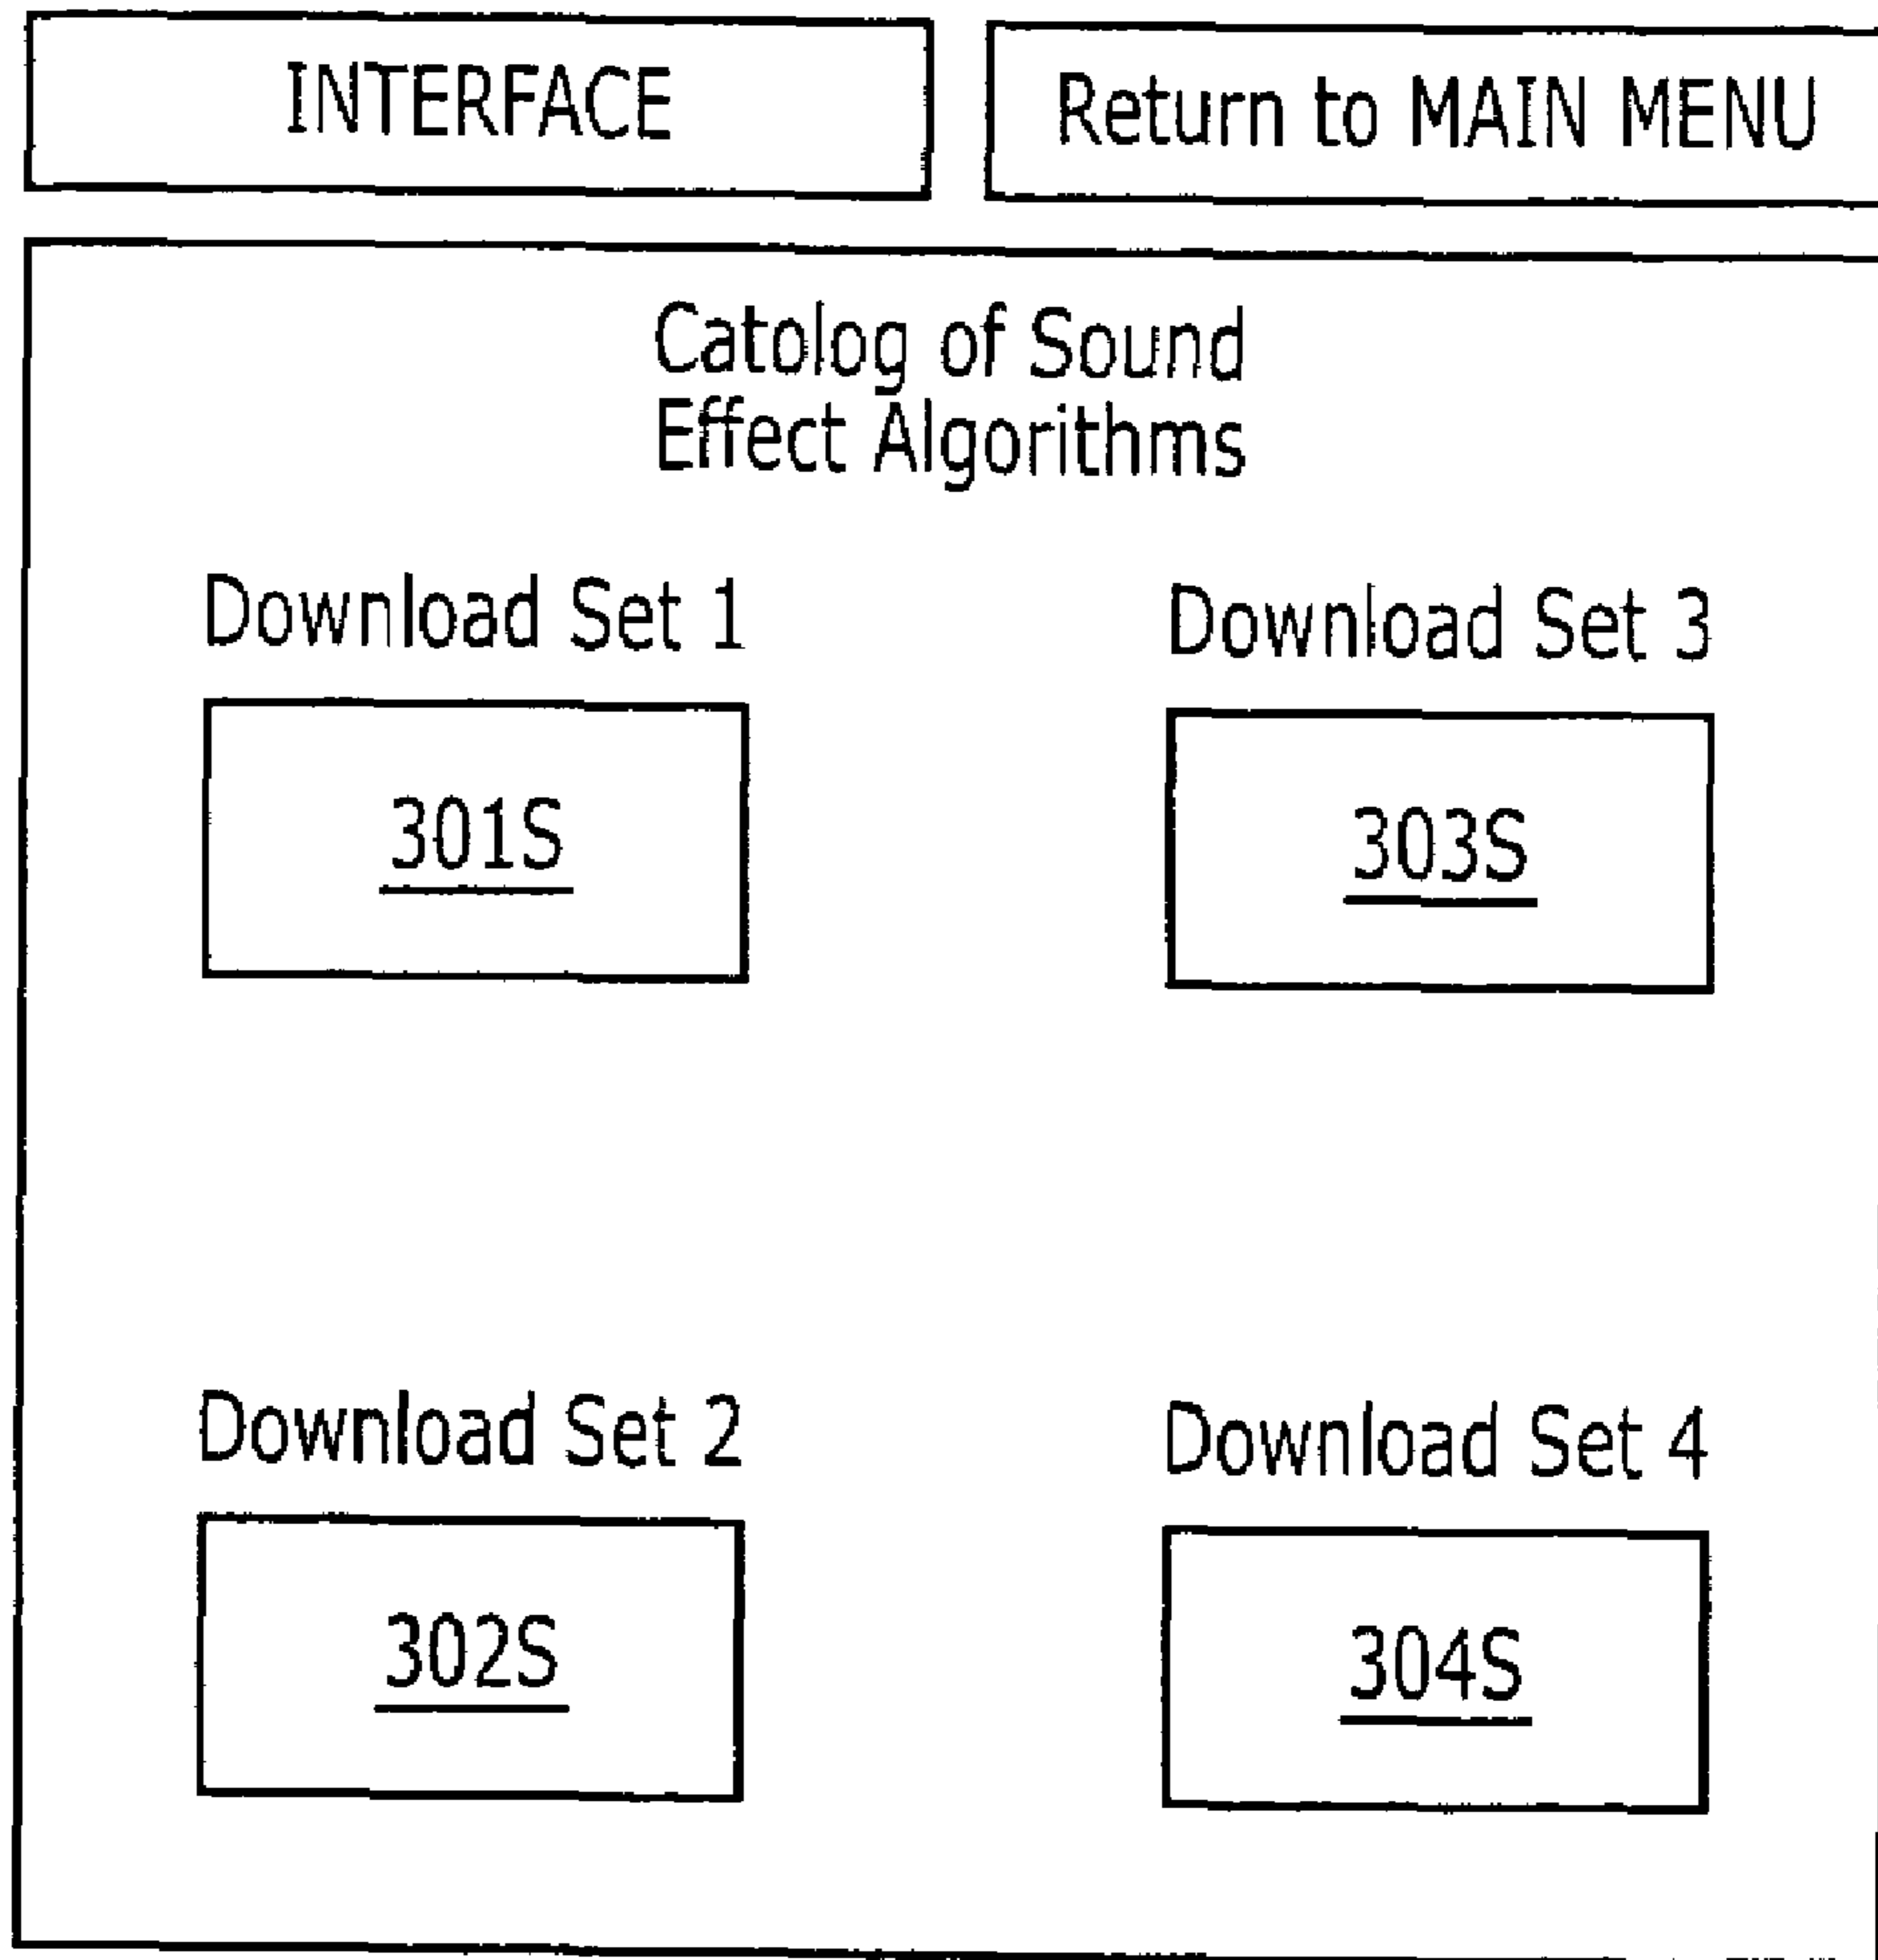 INTERFACE
Return to MAIN MENU
Catolog of Sound
Effect Algorithms
Download Set 1
Download Set 3
301S
303S
Download Set 2
Download Set 4
302S
304S